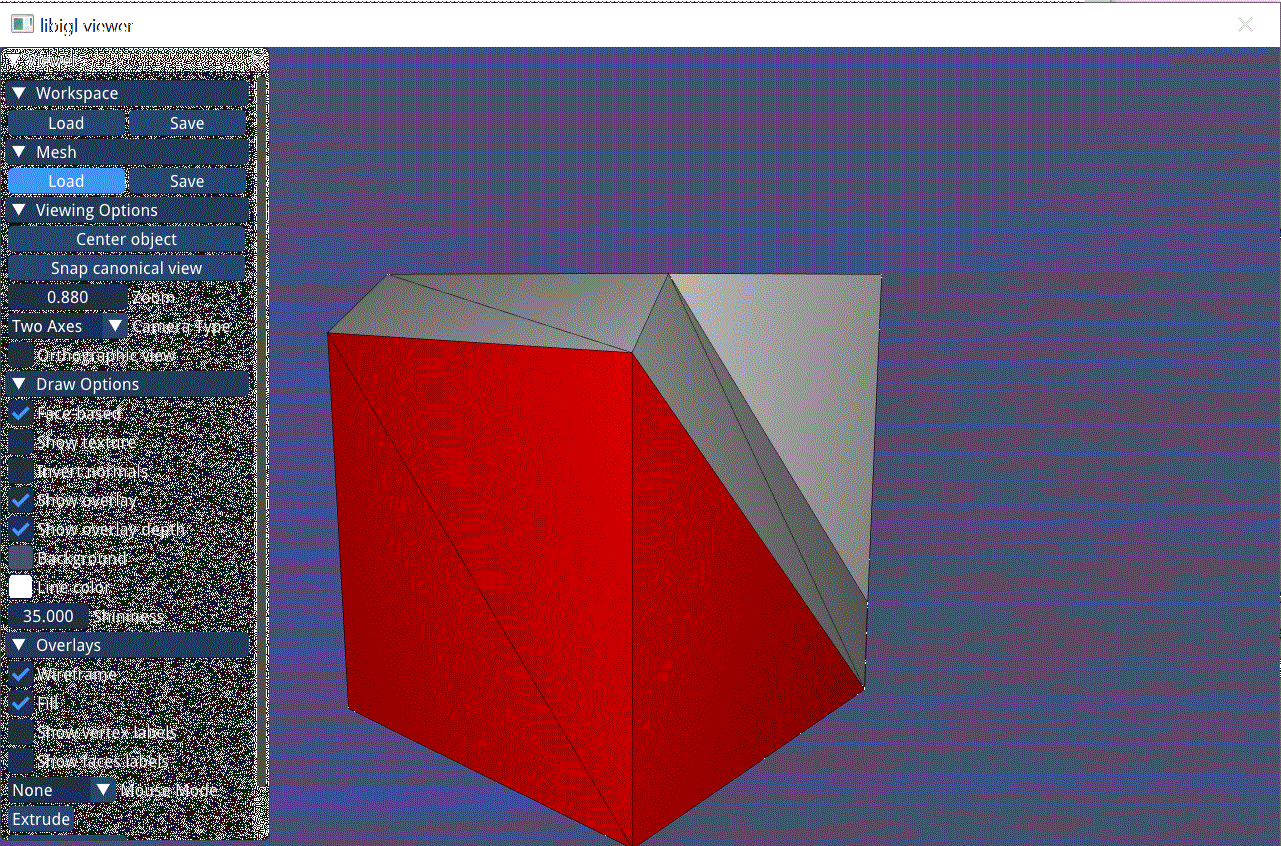 libigl viewer
Viewer
Workspace
Load Save
Mesh
Load Save
Viewing Options
Center object
Snap canonical view
0.880 Zoom
Two Axes Camera Type
Orthographic view
Draw Options
Face-based
Show texture
Invert normals
Show overlay
Show overlay depth
Background
Line color
35.000 Shininess
Overlays
Wireframe
Fill
Show vertex labels
Show faces labels
None Mouse Mode
Extrude